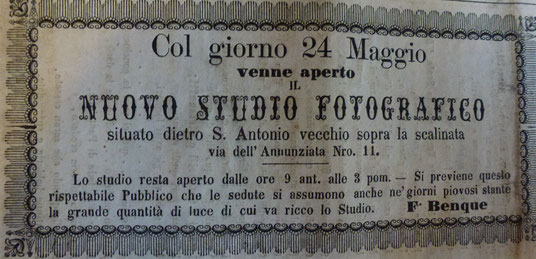 Col giorno 24 Maggio
venne aperto
IL
NUOVO STUDIO FOTOGRAFICO
situato dietro S. Antonio vecchio sopra la scalinata
via dell' Annunziata Nro. 11.
Lo studio resta aperto dalle ore 9 ant. alle 3 pom. — Si previene questo
rispettabile Pubblico che le sedute si assumono anche ne' giorni piovosi stante
la grande quantità di luce di cui va ricco lo Studio. F. Benque